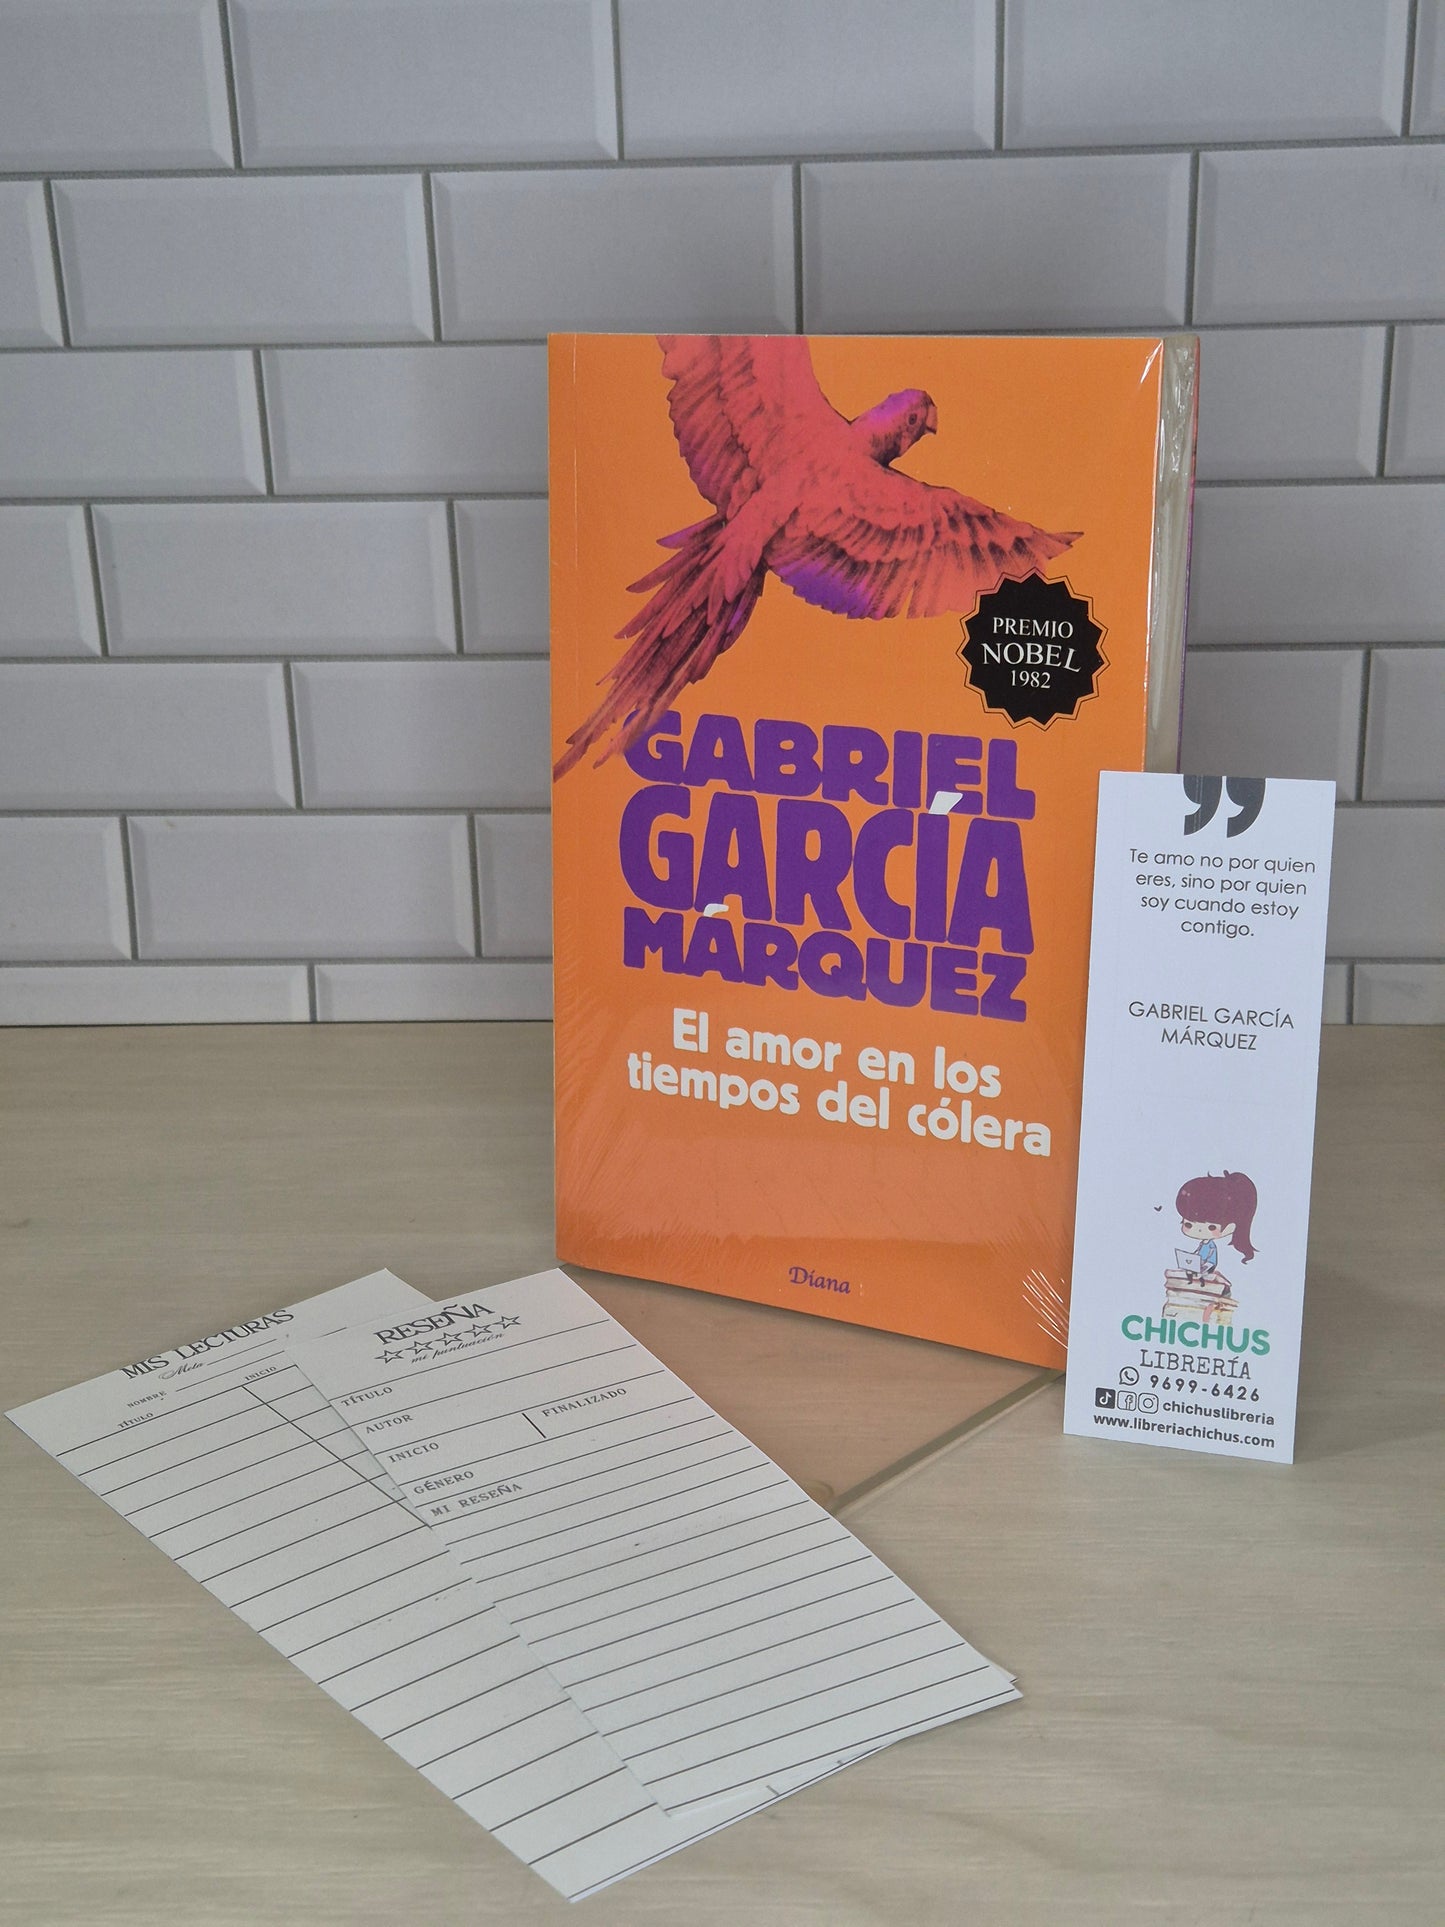 PREMIO
NOBEL
1982
GABRIEL
GARCÍA
MÁRQUEZ
El amor en los
tiempos del cólera
Diana
”
Te amo no por quien
eres, sino por quien
soy cuando estoy
contigo.
GABRIEL GARCÍA
MÁRQUEZ
CHICHUS
LIBRERÍA
9699-6426
chichuslibreria
www.libreriachichus.com
MIS LECTURAS
Meta
NOMBRE
TÍTULO
INICIO
RESEÑA
mi puntuación
TÍTULO
AUTOR
INICIO
FINALIZADO
GÉNERO
MI RESEÑA